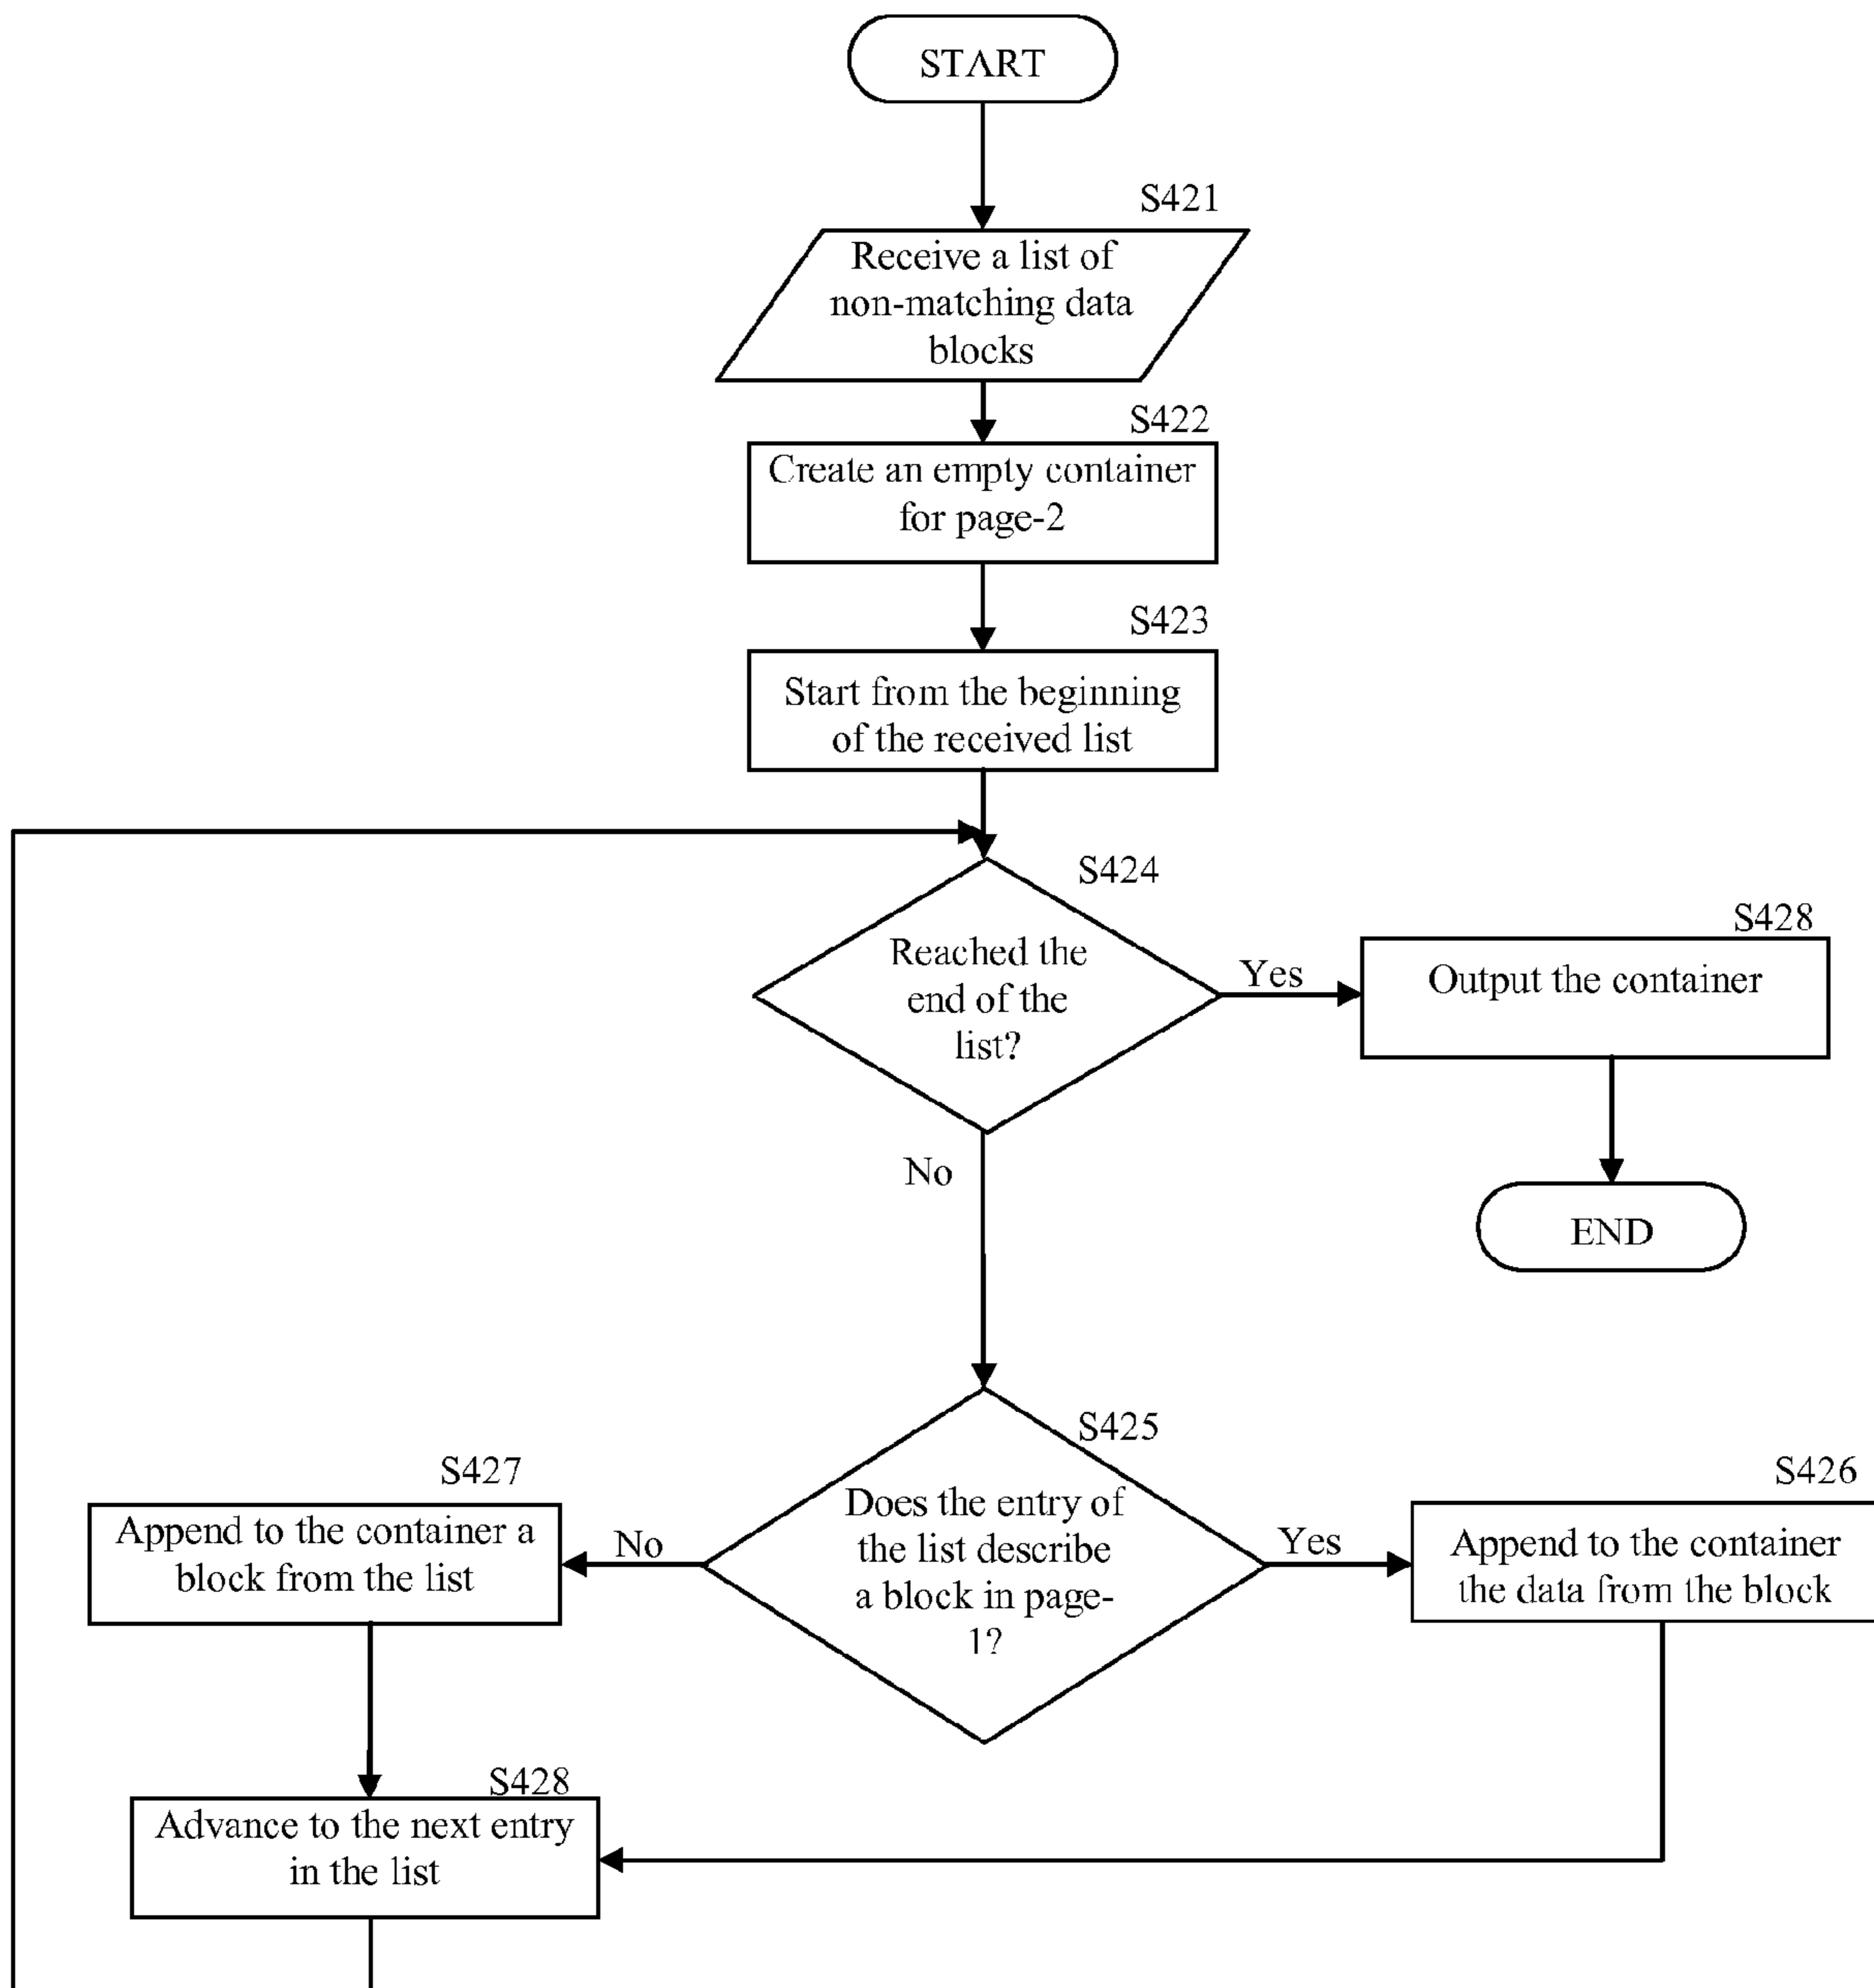 START
S421
Receive a list of
non-matching data
blocks
S422
Create an empty container
for page-2
S423
Start from the beginning
of the received list
S424
Reached the
end of the
list?
Yes
S428
Output the container
No
END
S425
Does the entry of
the list describe
a block in page-
1?
No
S427
Append to the container a
block from the list
Yes
S426
Append to the container
the data from the block
S428
Advance to the next entry
in the list